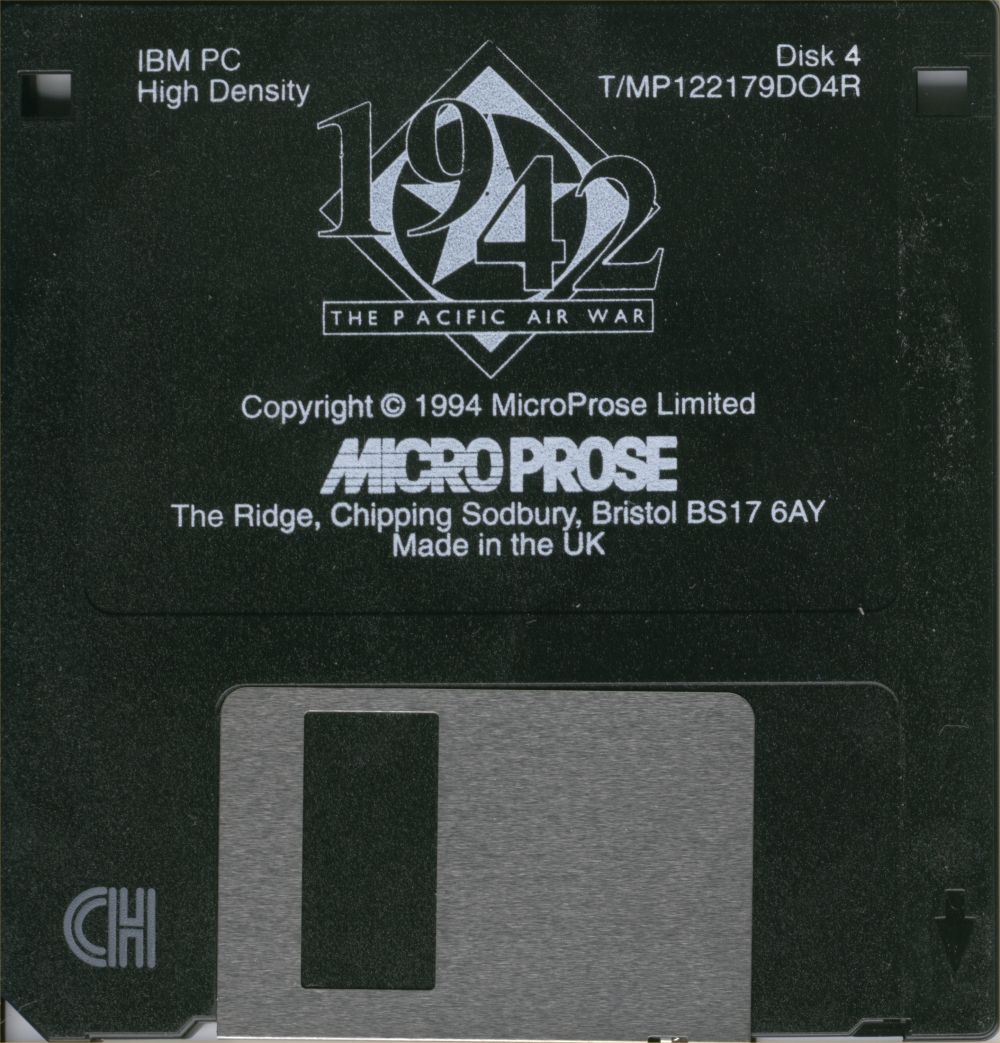 IBM PC
High Density
Disk 4
T/MP122179DO4R
1942
THE PACIFIC AIR WAR
Copyright © 1994 MicroProse Limited
MICROPROSE
The Ridge, Chipping Sodbury, Bristol BS17 6AY
Made in the UK
CH